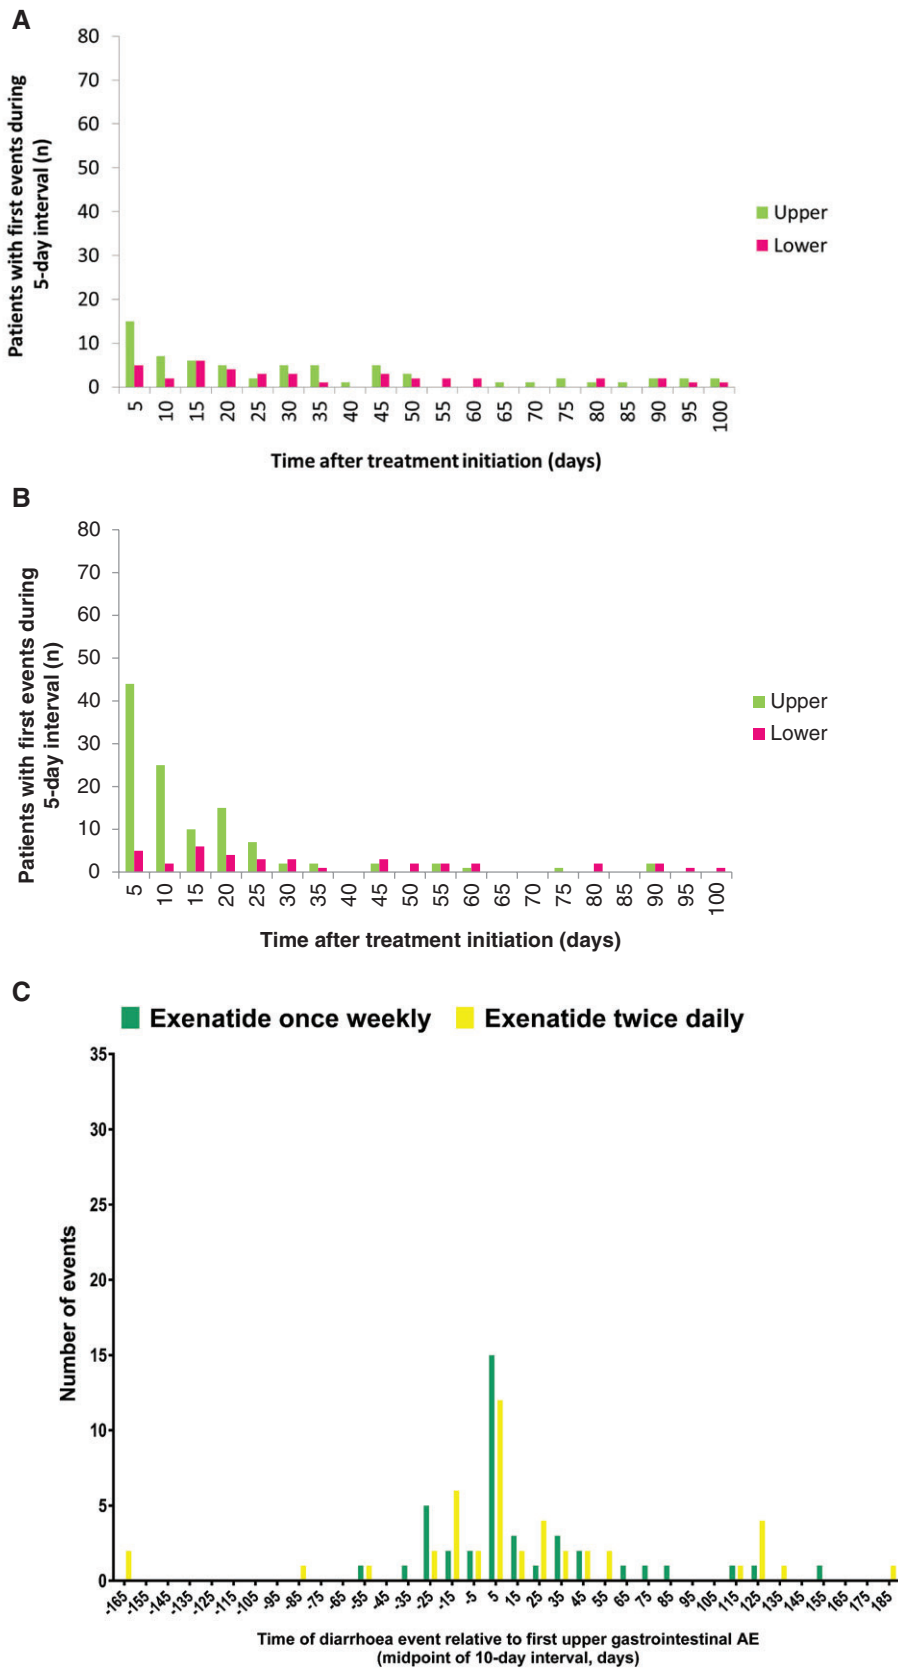 A
80
70
60
50
40
30
20
10
0
Patients with first events during
5-day interval (n)
Upper
Lower
5 10 15 20 25 30 35 40 45 50 55 60 65 70 75 80 85 90 95 100
Time after treatment initiation (days)
B
80
70
60
50
40
30
20
10
0
Patients with first events during
5-day interval (n)
Upper
Lower
5 10 15 20 25 30 35 40 45 50 55 60 65 70 75 80 85 90 95 100
Time after treatment initiation (days)
C
Exenatide once weekly Exenatide twice daily
35
30
25
20
15
10
5
0
Number of events
-165 -155 -145 -135 -125 -115 -105 -95 -85 -75 -65 -55 -45 -35 -25 -15 -5 5 15 25 35 45 55 65 75 85 95 105 115 125 135 145 155 165 175 185
Time of diarrhoea event relative to first upper gastrointestinal AE
(midpoint of 10-day interval, days)